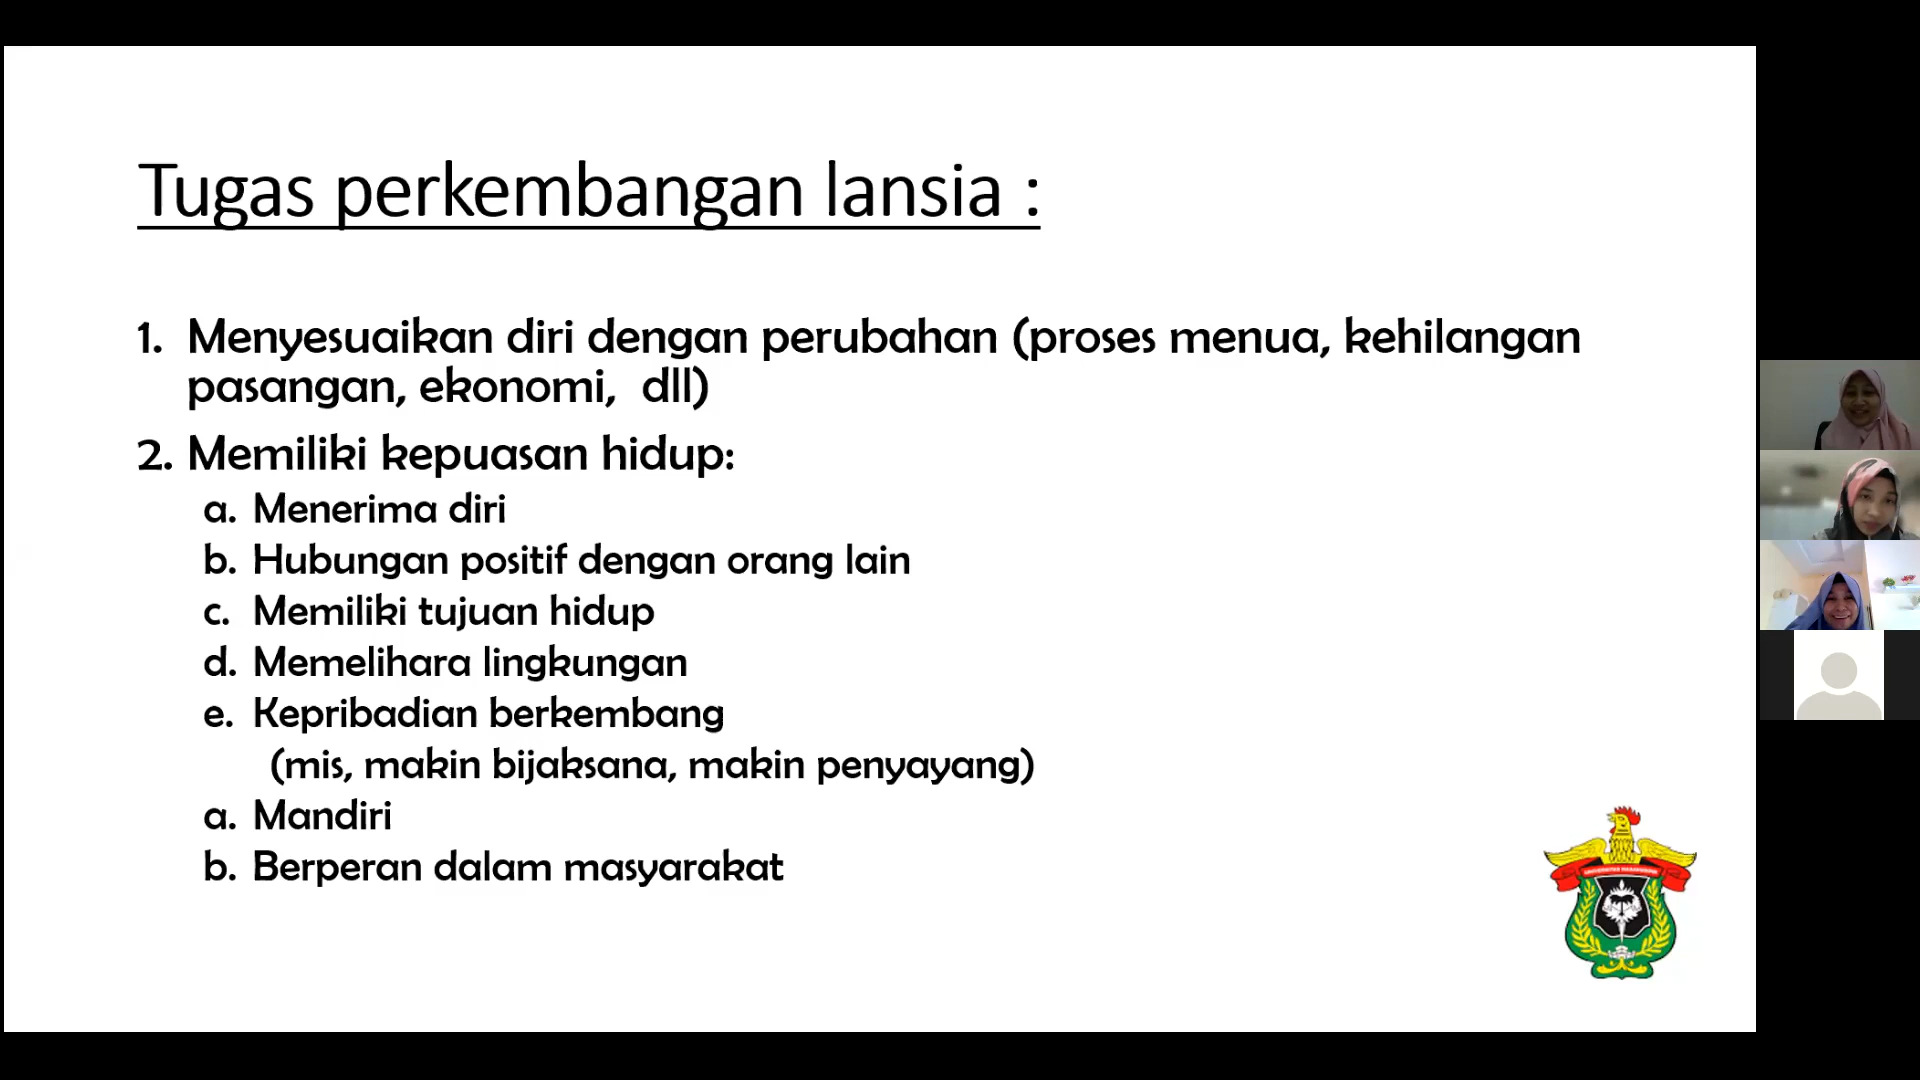 Tugas perkembangan lansia :
1. Menyesuaikan diri dengan perubahan (proses menua, kehilangan
pasangan, ekonomi, dll)
2. Memiliki kepuasan hidup:
a. Menerima diri
b. Hubungan positif dengan orang lain
c. Memiliki tujuan hidup
d. Memelihara lingkungan
e. Kepribadian berkembang
(mis, makin bijaksana, makin penyayang)
a. Mandiri
b. Berperan dalam masyarakat